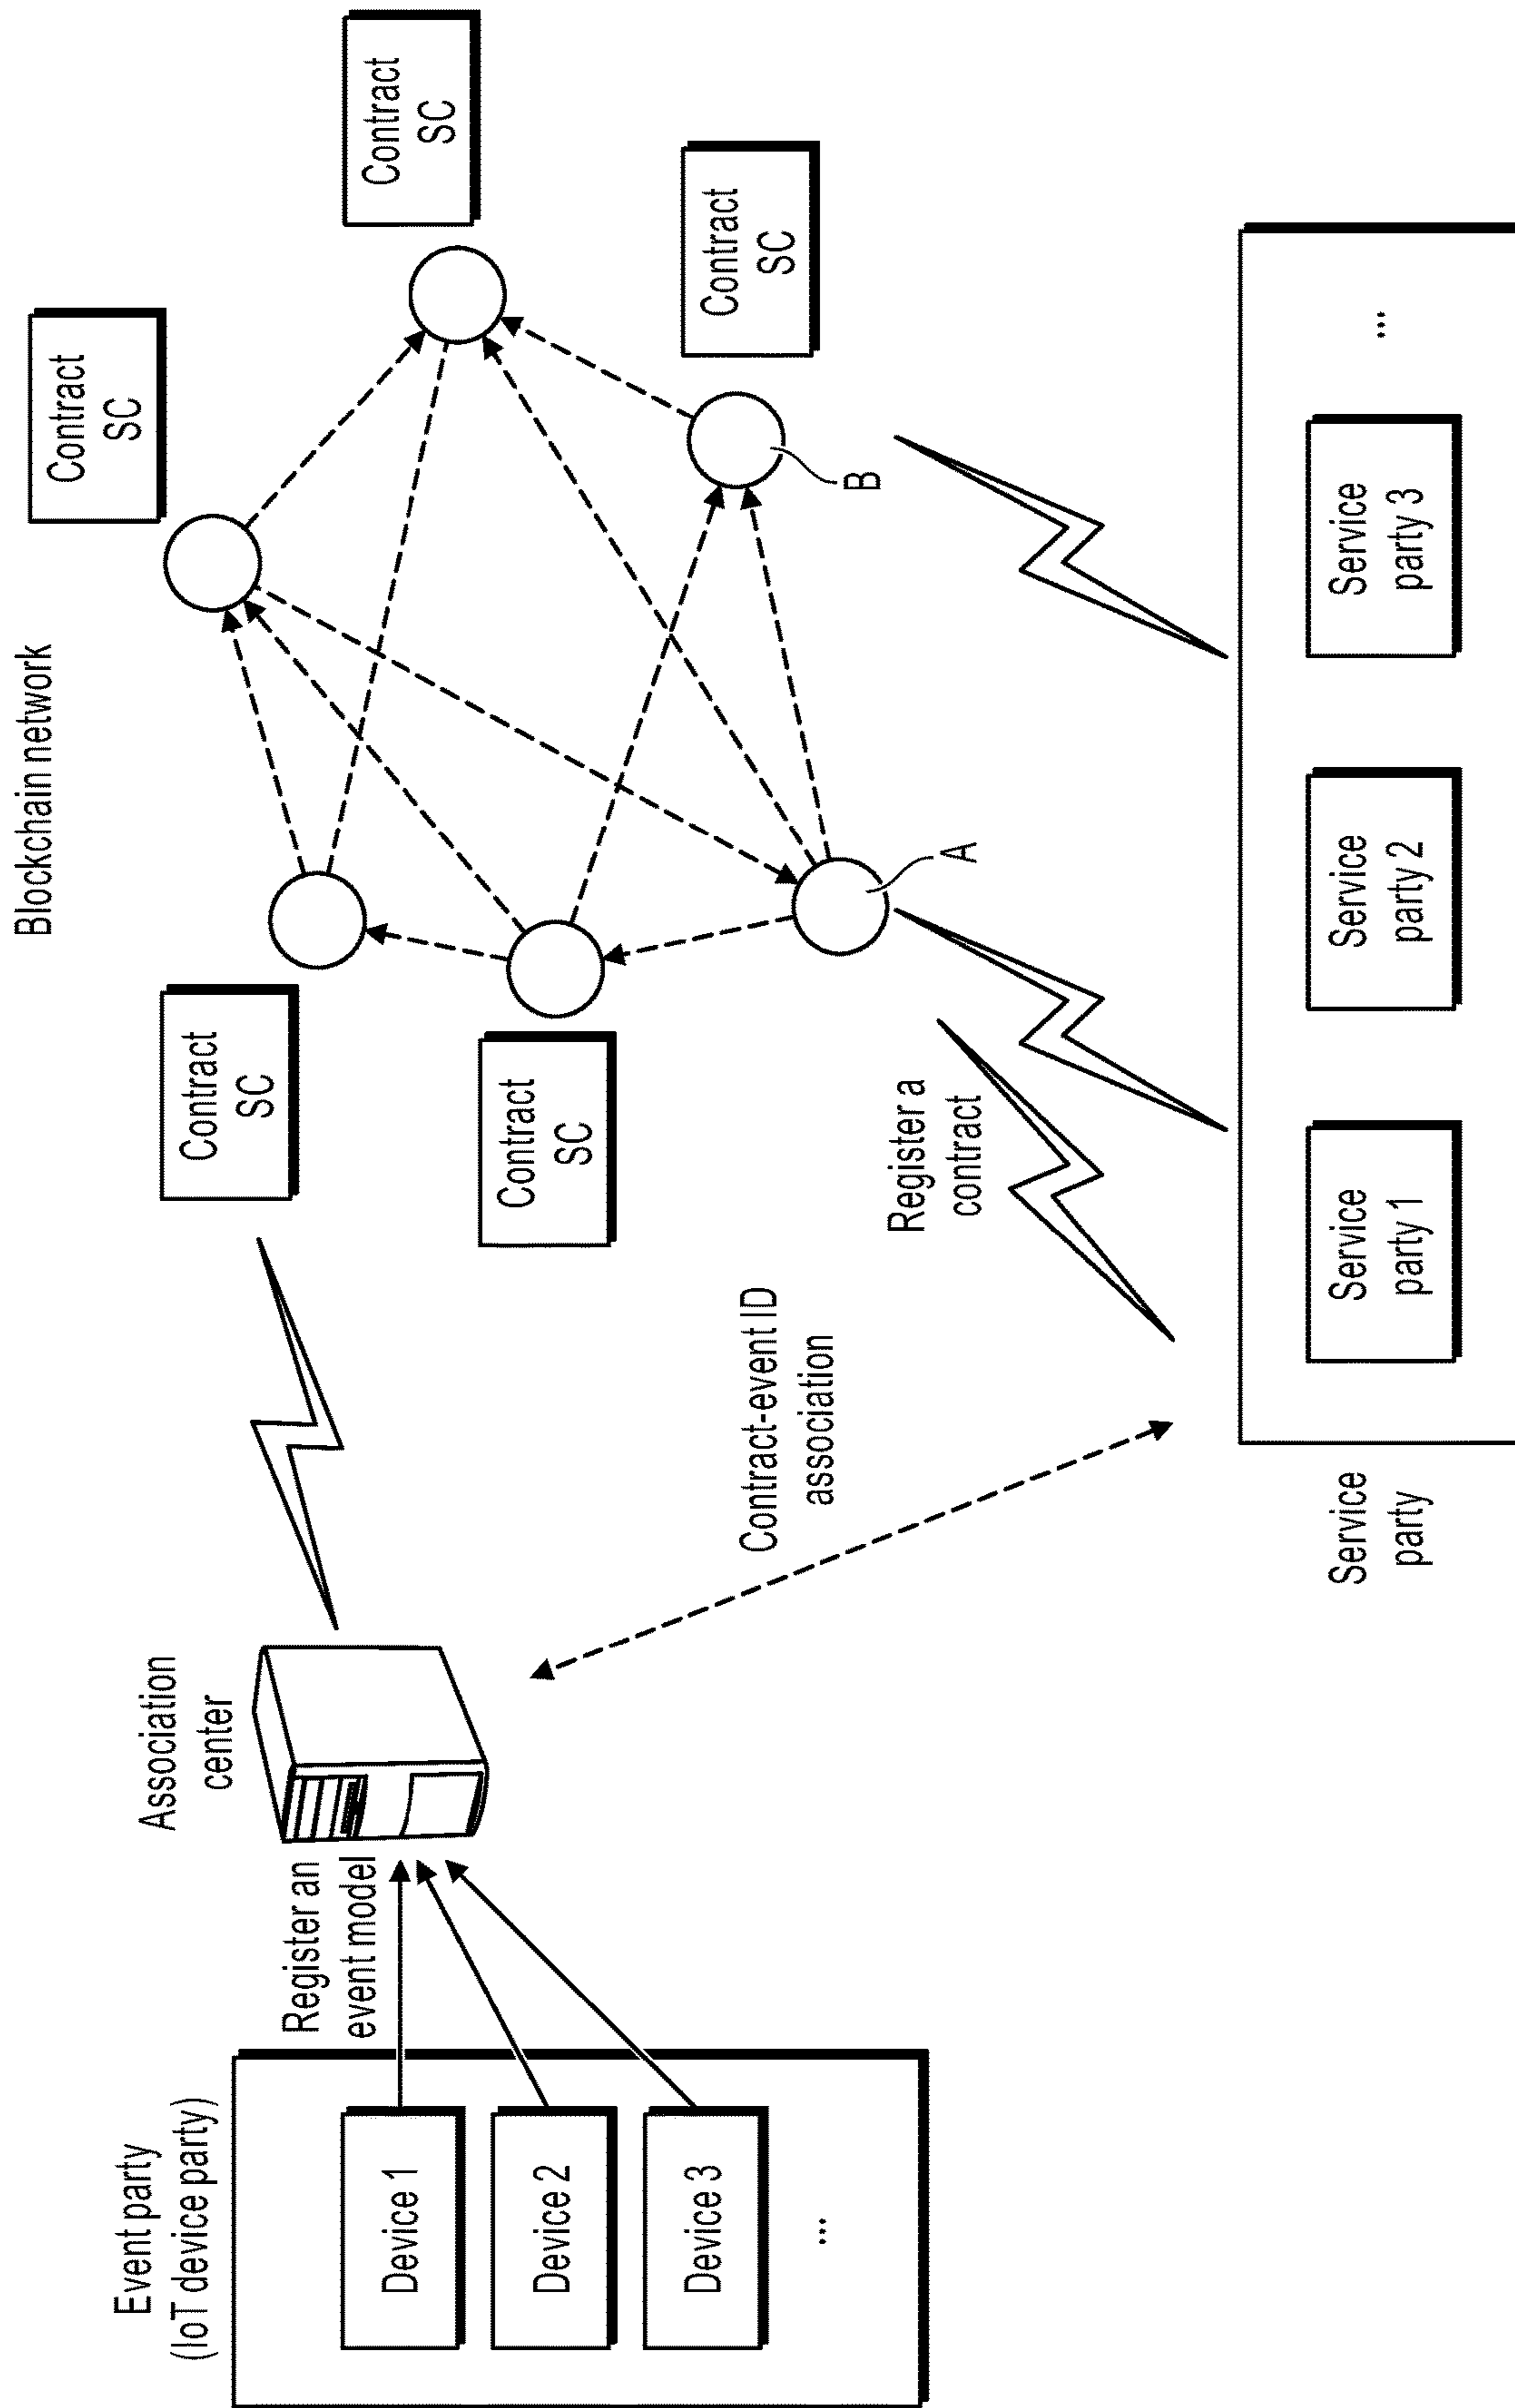 Event party
(IoT device party)
Device 1
Device 2
Device 3
...
Register an
event model
Association
center
Contract-event ID
association
Blockchain network
Contract
SC
Contract
SC
Contract
SC
Contract
SC
Contract
SC
A
B
Register a
contract
Service
party
Service
party 1
Service
party 2
Service
party 3
...